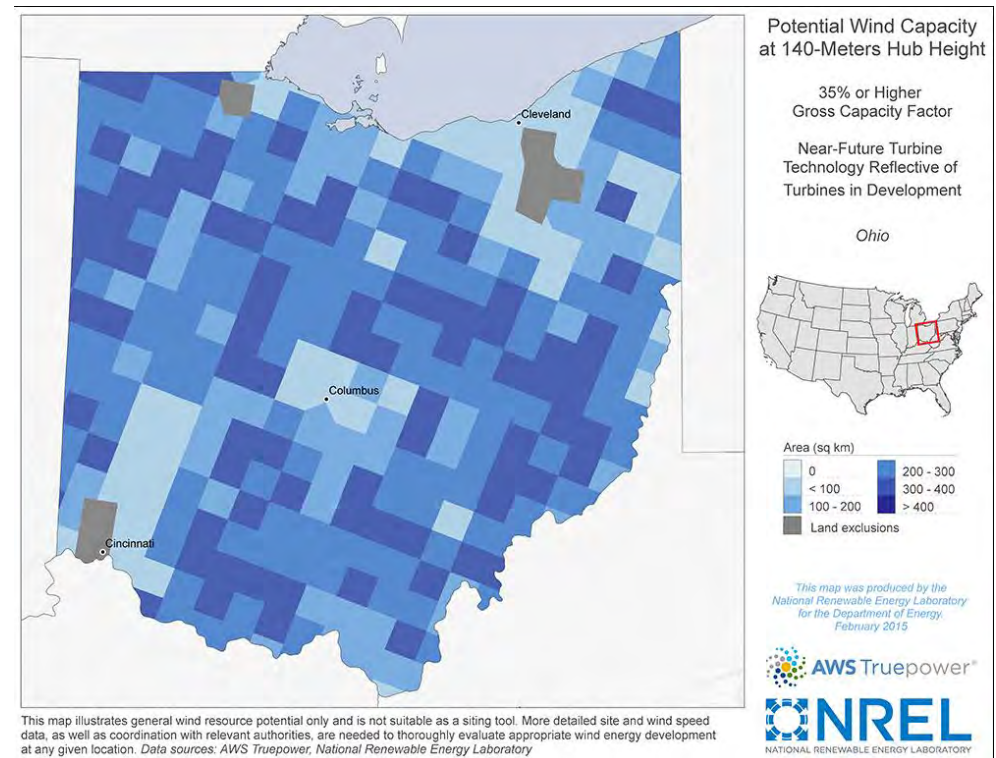 Potential Wind Capacity
at 140-Meters Hub Height
35% or Higher
Gross Capacity Factor
Near-Future Turbine
Technology Reflective of
Turbines in Development
Ohio
Cleveland
Columbus
Cincinnati
Area (sq km)
0
< 100
100 - 200
200 - 300
300 - 400
> 400
Land exclusions
This map was produced by the
National Renewable Energy Laboratory
for the Department of Energy.
February 2015
AWS Truepower®
NREL
NATIONAL RENEWABLE ENERGY LABORATORY
This map illustrates general wind resource potential only and is not suitable as a siting tool. More detailed site and wind speed
data, as well as coordination with relevant authorities, are needed to thoroughly evaluate appropriate wind energy development
at any given location. Data sources: AWS Truepower, National Renewable Energy Laboratory